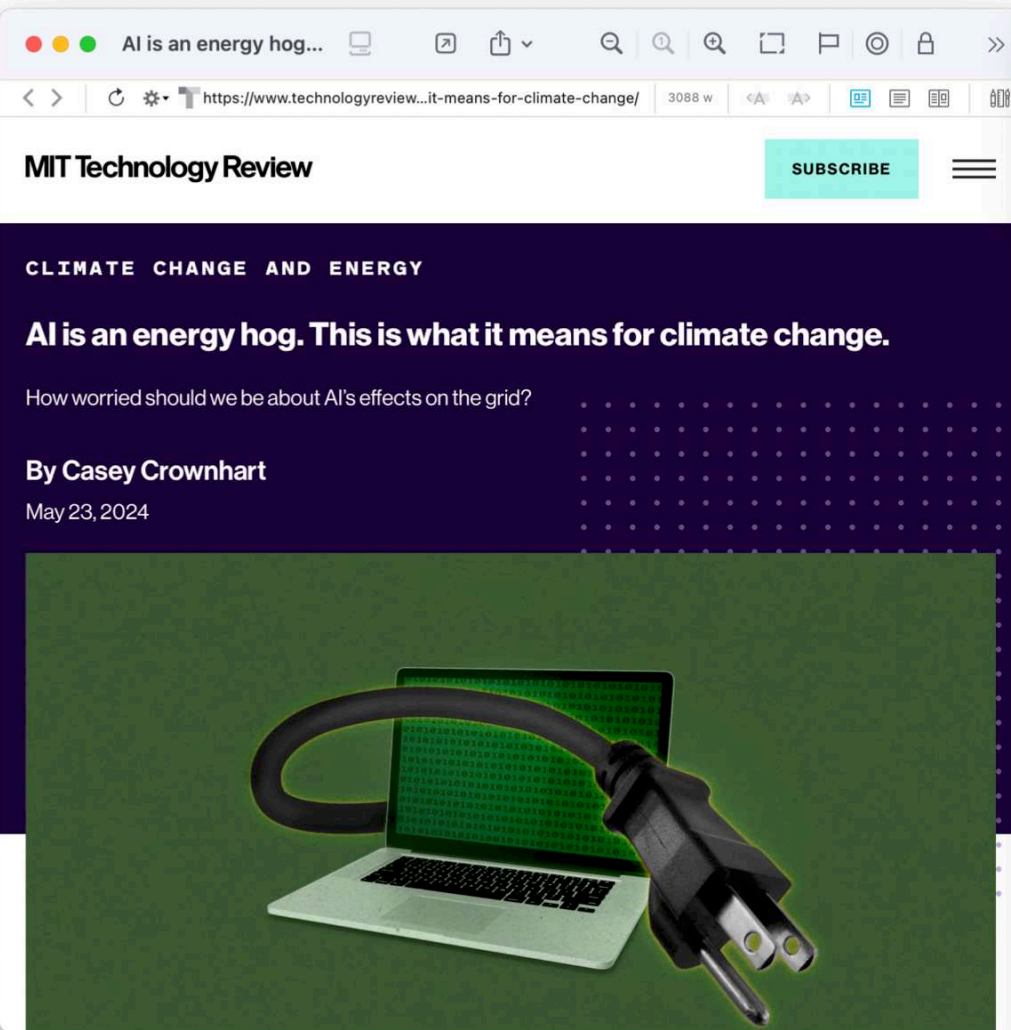 AI is an energy hog...
https://www.technologyreview...it-means-for-climate-change/ 3088 w
MIT Technology Review
SUBSCRIBE
CLIMATE CHANGE AND ENERGY
AI is an energy hog. This is what it means for climate change.
How worried should we be about AI's effects on the grid?
By Casey Crownhart
May 23, 2024